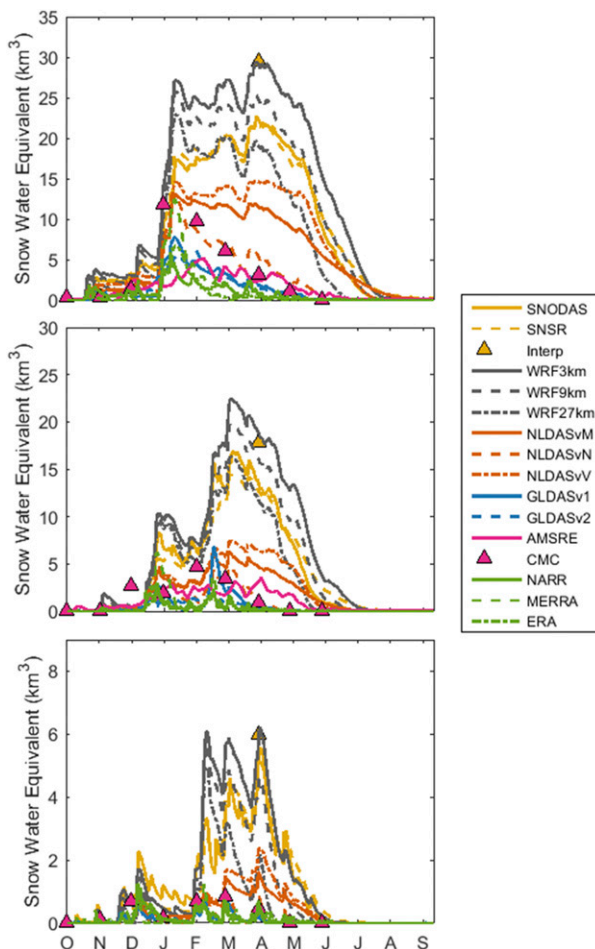 35
30
25
20
15
10
5
0
Snow Water Equivalent (km³)
30
25
20
15
10
5
0
Snow Water Equivalent (km³)
8
6
4
2
0
Snow Water Equivalent (km³)
O N D J F M A M J J A S
SNODAS
SNSR
Interp
WRF3km
WRF9km
WRF27km
NLDASvM
NLDASvN
NLDASvV
GLDASv1
GLDASv2
AMSRE
CMC
NARR
MERRA
ERA